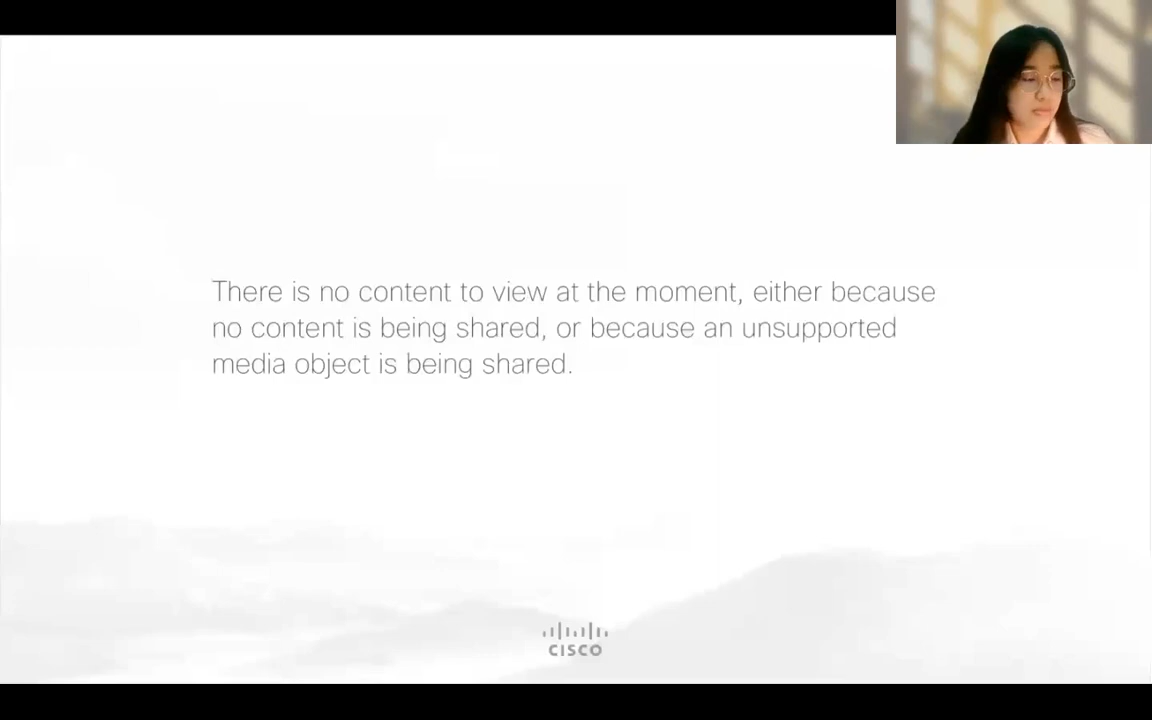 There is no content to view at the moment, either because
no content is being shared, or because an unsupported
media object is being shared.
CISCO